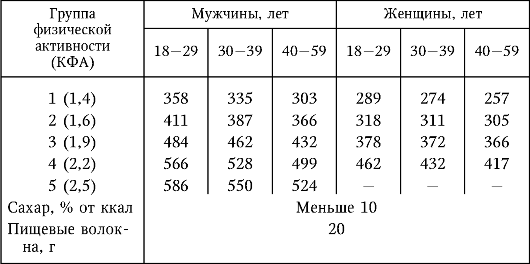 Группа физической активности (КФА) Мужчины, лет Женщины, лет
18—29 30—39 40—59 18—29 30—39 40—59
1 (1,4) 358 335 303 289 274 257
2 (1,6) 411 387 366 318 311 305
3 (1,9) 484 462 432 378 372 366
4 (2,2) 566 528 499 462 432 417
5 (2,5) 586 550 524 — — —
Сахар, % от ккал Меньше 10
Пищевые волок- 20
на, г